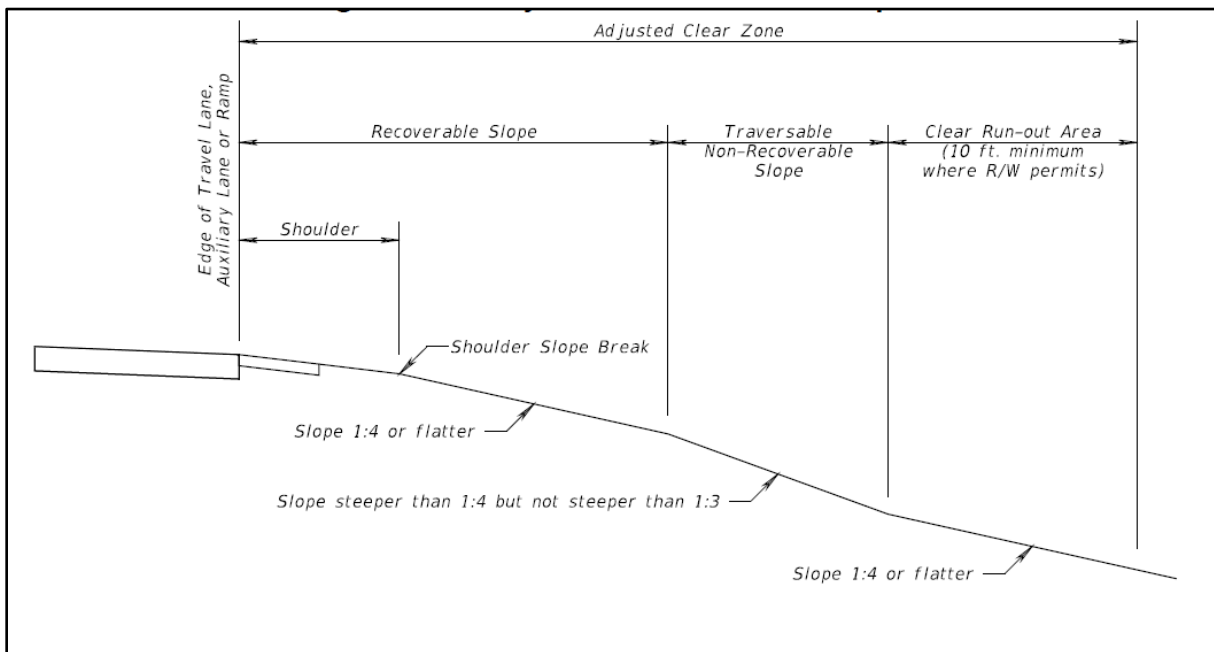 Adjusted Clear Zone
Edge of Travel Lane,
Auxiliary Lane or Ramp
Recoverable Slope
Traversable
Non-Recoverable
Slope
Clear Run-out Area
(10 ft. minimum
where R/W permits)
Shoulder
Shoulder Slope Break
Slope 1:4 or flatter
Slope steeper than 1:4 but not steeper than 1:3
Slope 1:4 or flatter